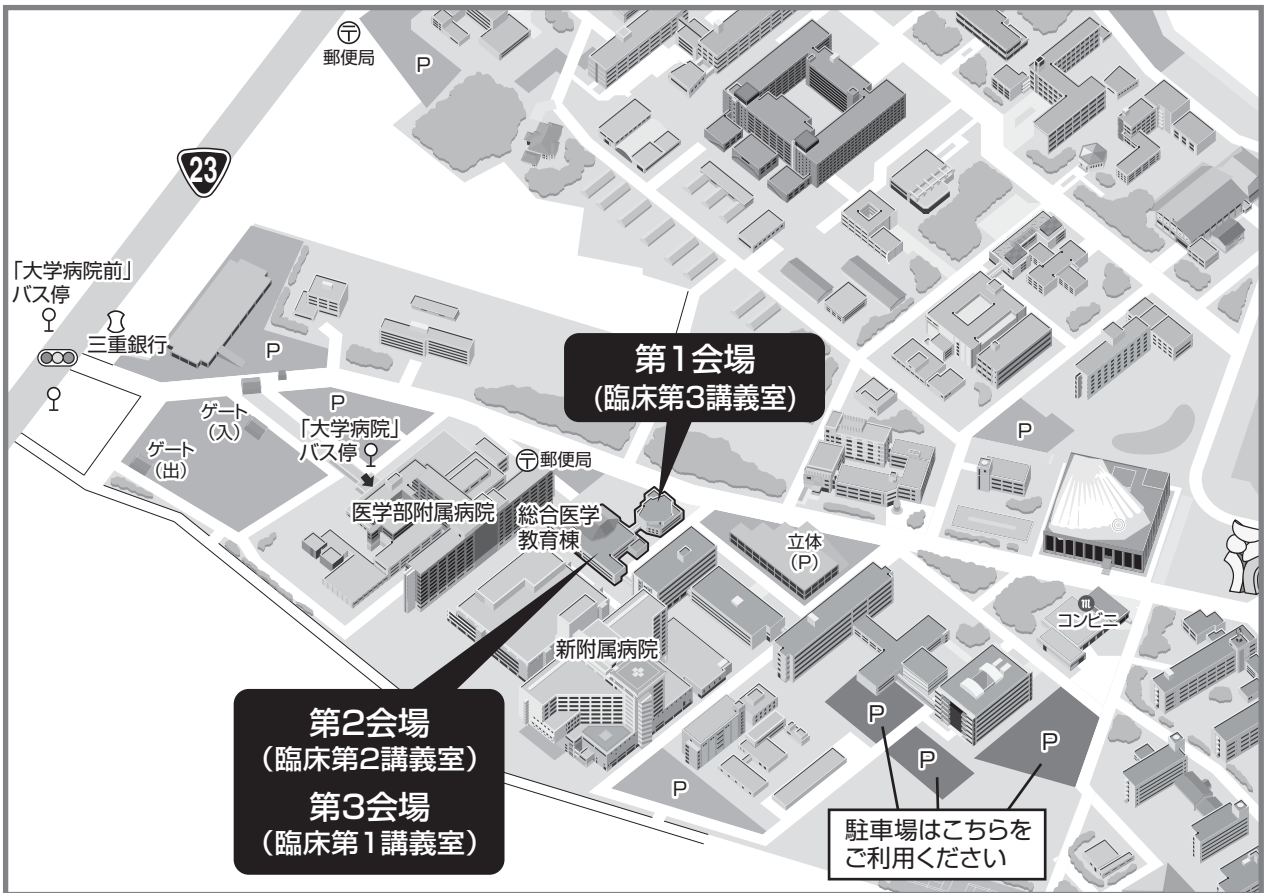 郵便局
P
23
「大学病院前」
バス停
三重銀行
P
第1会場
(臨床第3講義室)
P
ゲート
(入)
「大学病院」
バス停
ゲート
(出)
P
郵便局
医学部附属病院
総合医学
教育棟
立体
(P)
コンビニ
新附属病院
第2会場
(臨床第2講義室)
第3会場
(臨床第1講義室)
P
P
P
P
駐車場はこちらを
ご利用ください